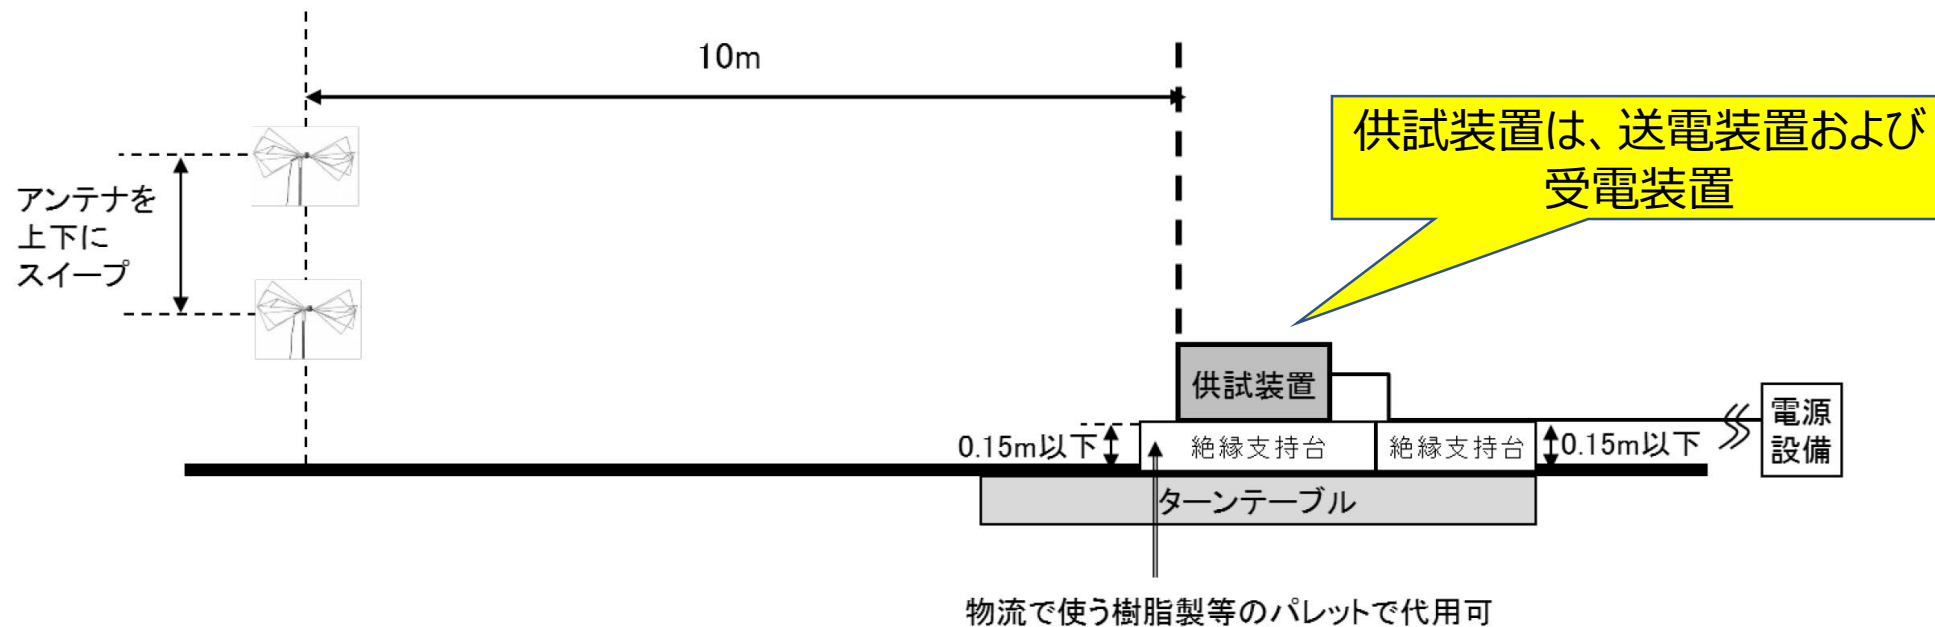 10m
供試装置は、送電装置および
受電装置
アンテナを
上下に
スイープ
供試装置
電源
設備
0.15m以下
絶縁支持台
絶縁支持台
0.15m以下
ターンテーブル
物流で使う樹脂製等のパレットで代用可